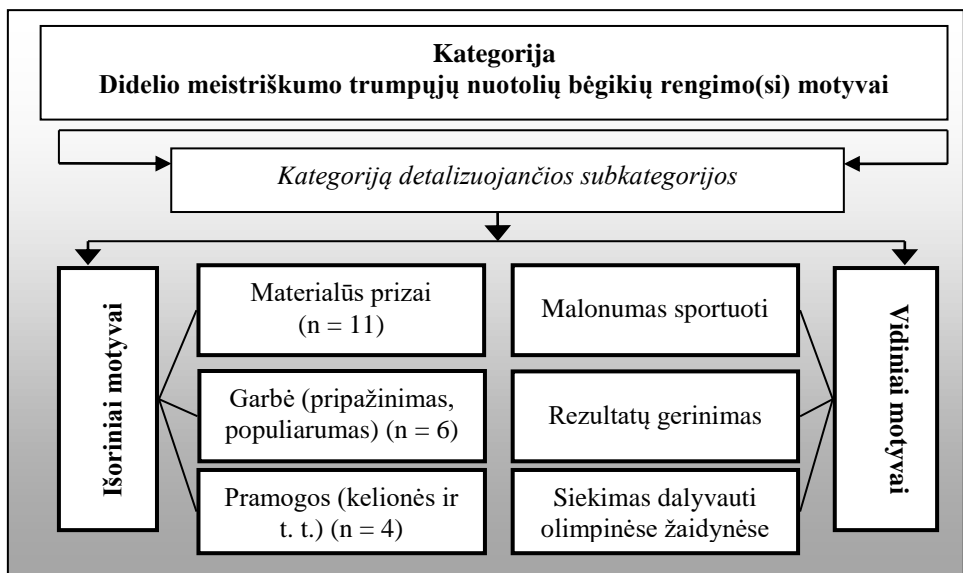 Kategorija
Didelio meistriškumo trumpųjų nuotolių bėgikių rengimo(si) motyvai
Kategoriją detalizuojančios subkategorijos
Išoriniai motyvai
Materialūs prizai
(n = 11)
Garbė (pripažinimas,
populiarumas) (n = 6)
Pramogos (kelionės ir
t. t.) (n = 4)
Malonumas sportuoti
Rezultatų gerinimas
Siekimas dalyvauti
olimpinėse žaidynėse
Vidiniai motyvai